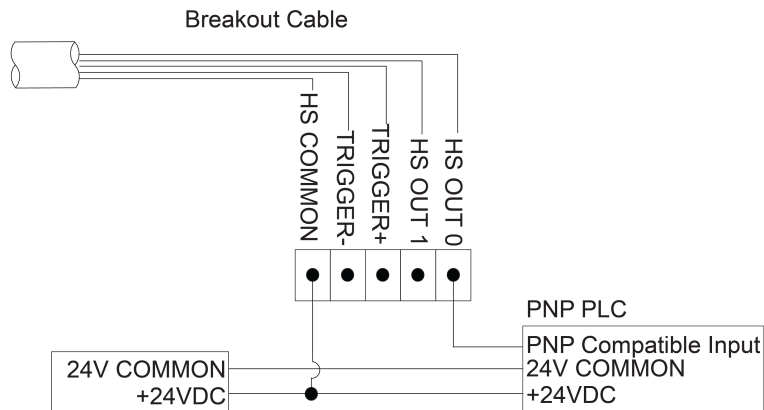 Breakout Cable
HS COMMON
TRIGGER-
TRIGGER+
HS OUT 1
HS OUT 0
PNP PLC
PNP Compatible Input
24V COMMON
24V COMMON
+24VDC
+24VDC